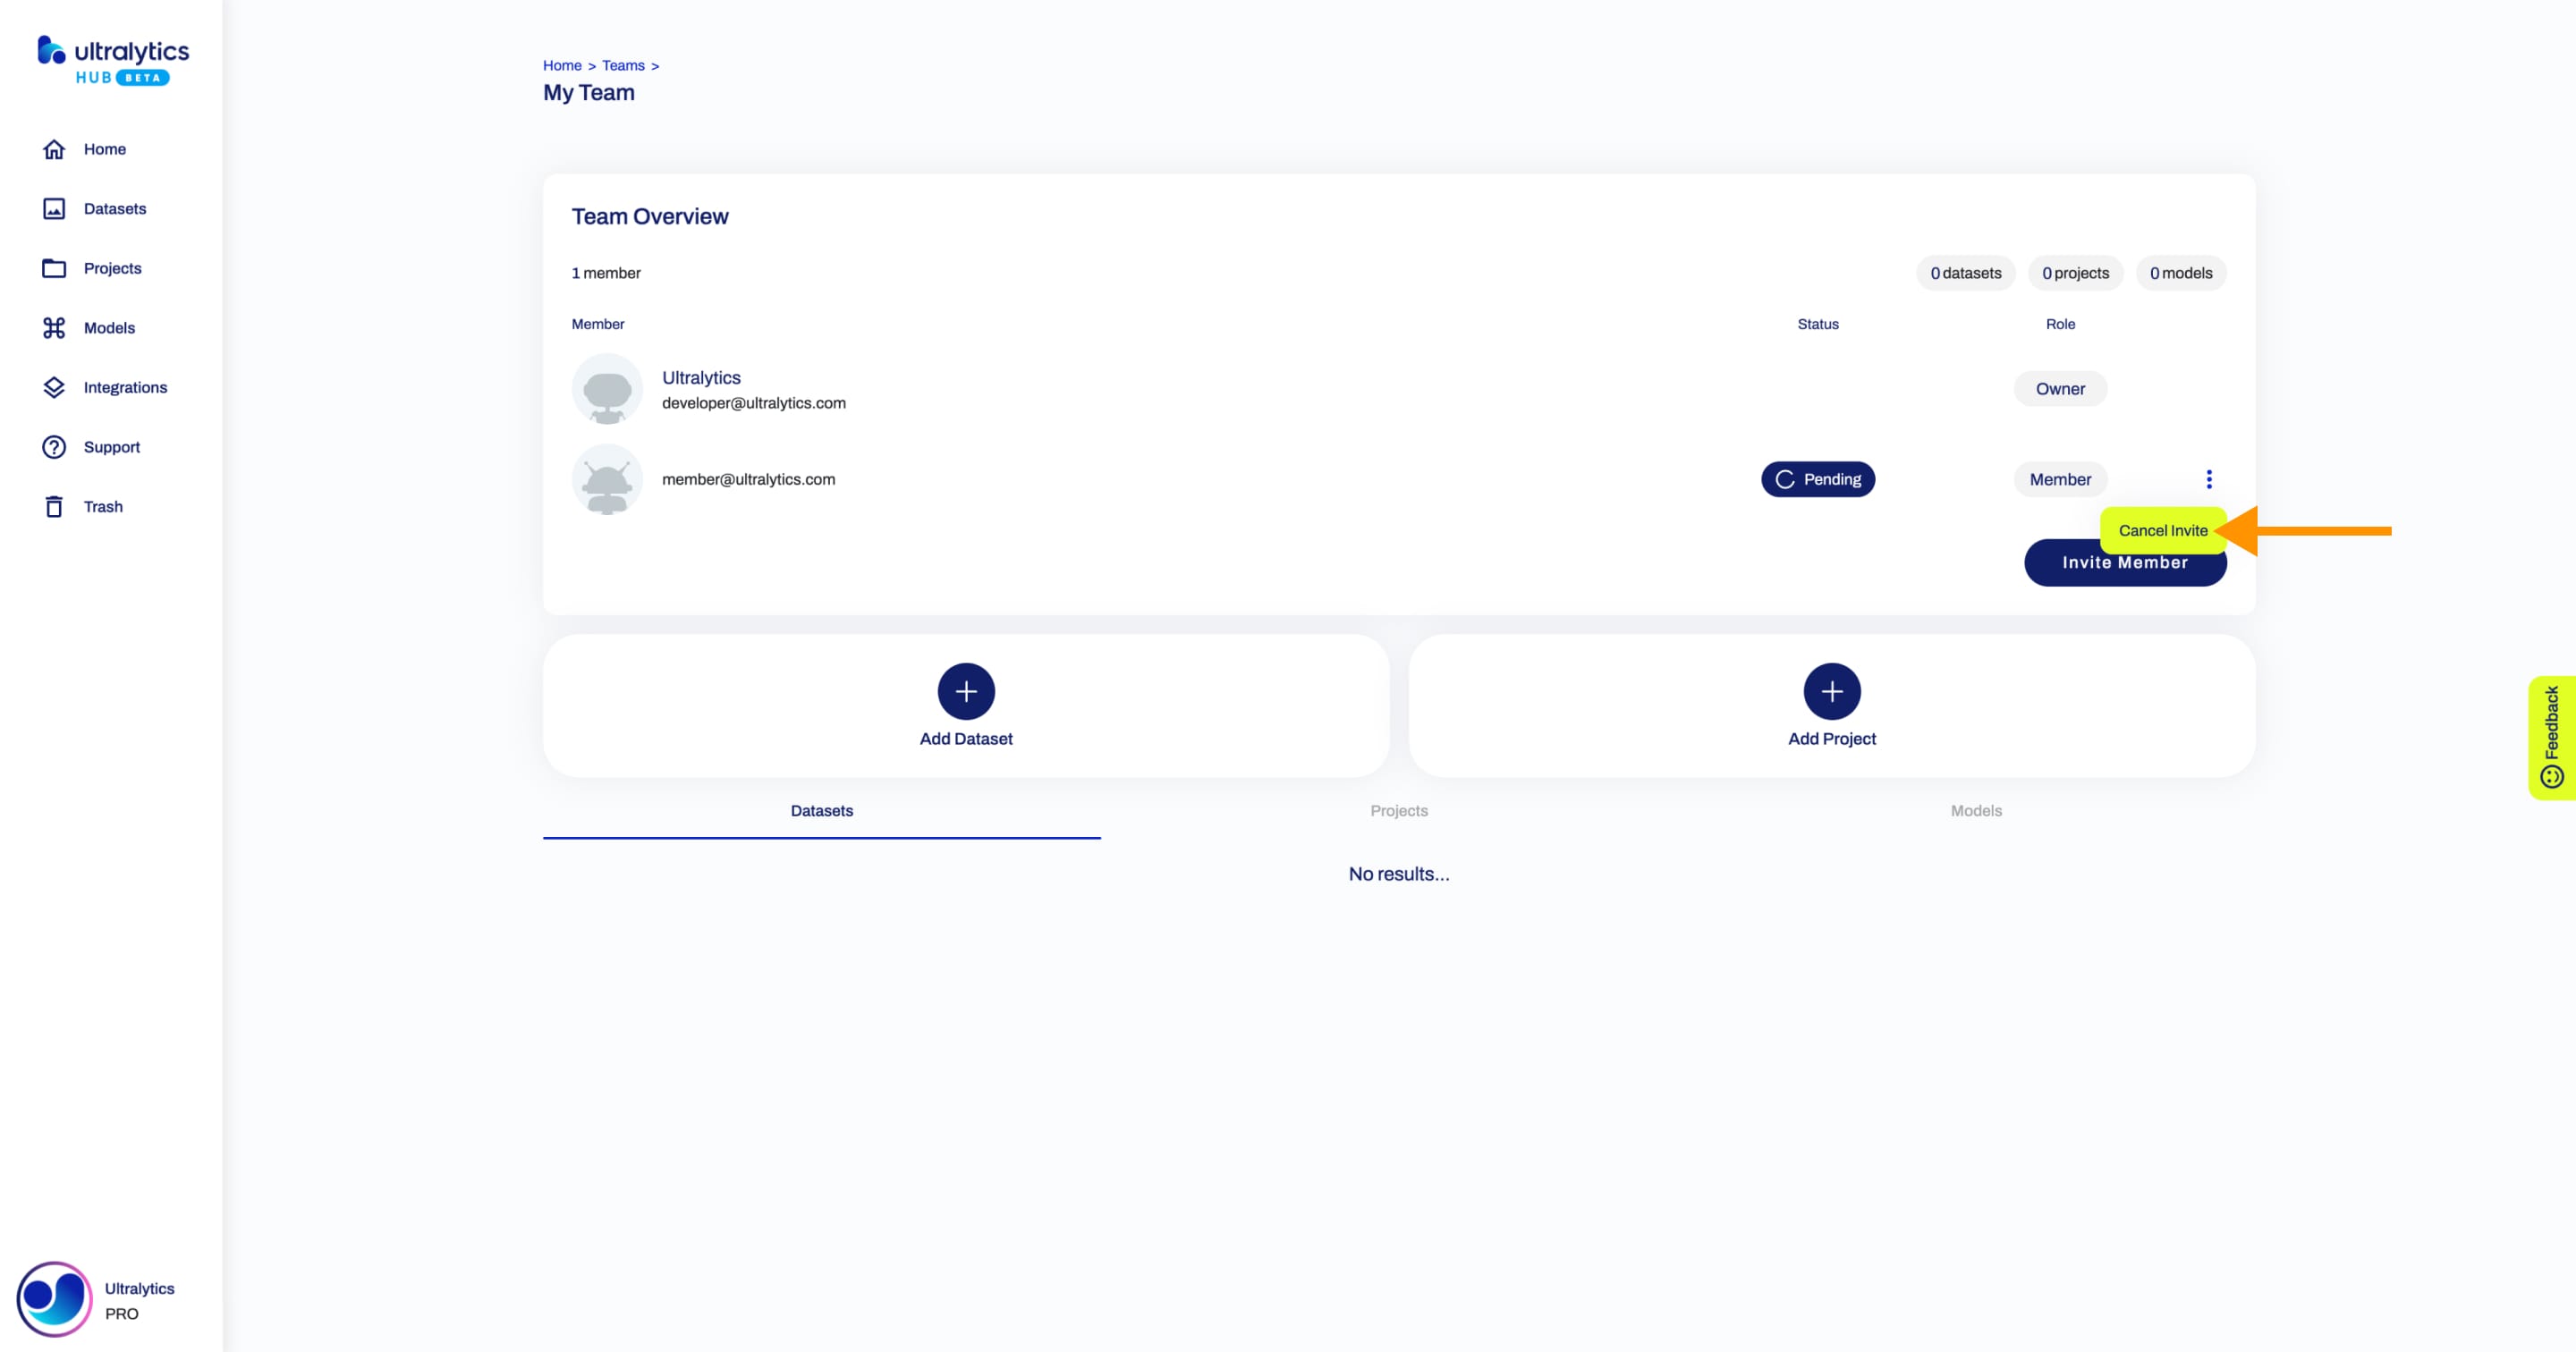 ultralytics
HUB BETA
Home
Datasets
Projects
Models
Integrations
Support
Trash
Ultralytics
PRO
Home > Teams >
My Team
Team Overview
1 member
0 datasets 0 projects 0 models
Member Status Role
Ultralytics
developer@ultralytics.com
Owner
member@ultralytics.com Pending Member
Cancel Invite
Invite Member
Add Dataset Add Project
Datasets Projects Models
No results...
Feedback